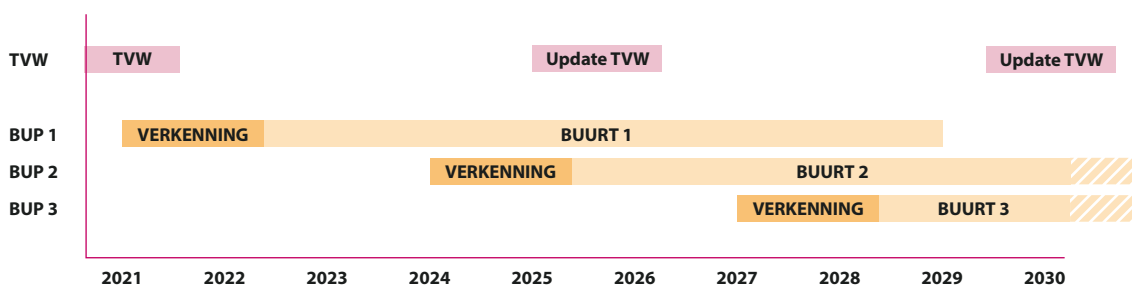 TVW TVW Update TVW Update TVW
BUP 1 VERKENNING BUURT 1
BUP 2 VERKENNING BUURT 2
BUP 3 VERKENNING BUURT 3
2021 2022 2023 2024 2025 2026 2027 2028 2029 2030